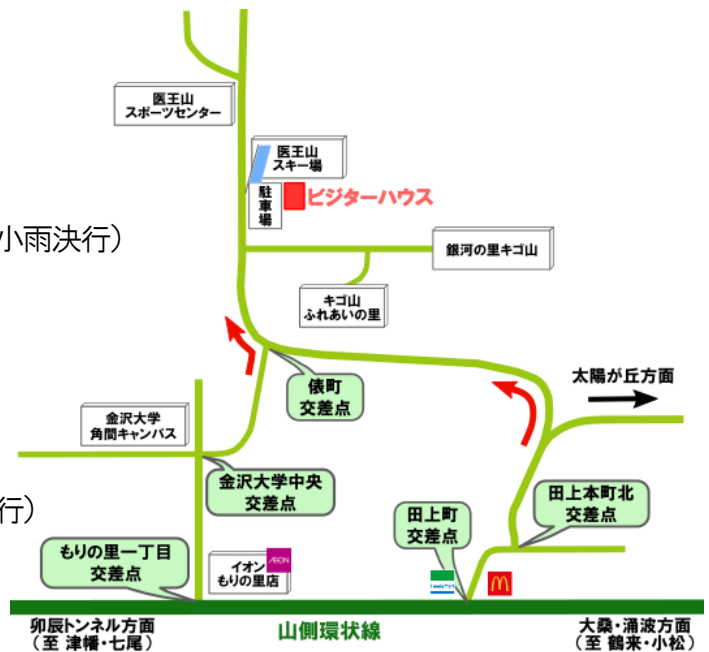 医王山
スポーツセンター
医王山
スキー場
駐
車
場
ビジターハウス
小雨決行）
銀河の里キゴ山
キゴ山
ふれあいの里
俵町
交差点
太陽が丘方面
金沢大学
角間キャンパス
金沢大学中央
交差点
田上本町北
交差点
行）
田上町
交差点
もりの里一丁目
交差点
イオン
もりの里店
ÆON
卯辰トンネル方面
（至 津幡・七尾）
山側環状線
大桑・涌波方面
（至 鶴来・小松）